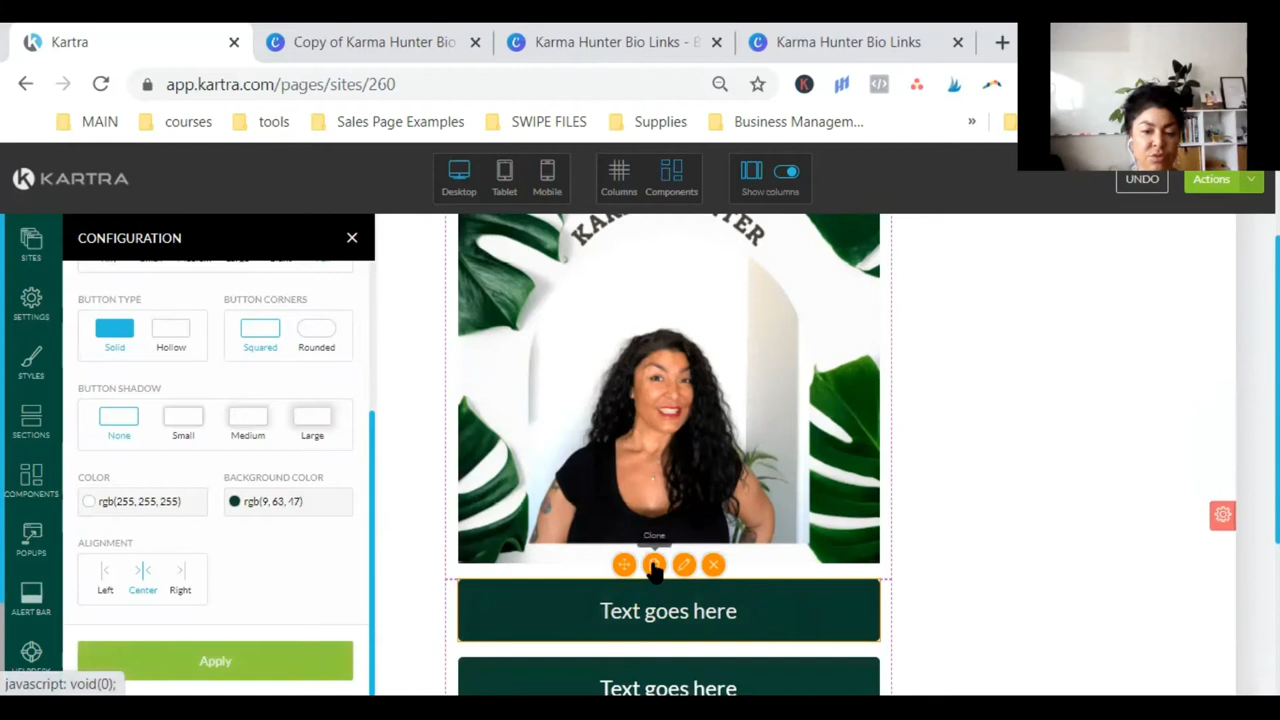 Kartra
Copy of Karma Hunter Bio
Karma Hunter Bio Links - B
Karma Hunter Bio Links
app.kartra.com/pages/sites/260
MAIN
courses
tools
Sales Page Examples
SWIPE FILES
Supplies
Business Managem...
»
KARTRA
Desktop
Tablet
Mobile
Columns
Components
Show columns
UNDO
Actions
SITES
SETTINGS
STYLES
SECTIONS
COMPONENTS
POPUPS
ALERT BAR
CONFIGURATION
BUTTON TYPE
BUTTON CORNERS
Solid
Hollow
Squared
Rounded
BUTTON SHADOW
None
Small
Medium
Large
COLOR
BACKGROUND COLOR
rgb(255, 255, 255)
rgb(9, 63, 47)
ALIGNMENT
Left
Center
Right
Apply
javascript: void(0);
Clone
Text goes here
Text goes here